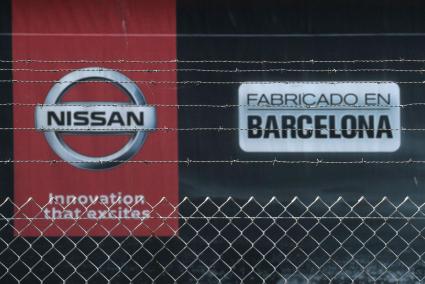 NISSAN
Innovation
that excites
FABRICADO EN
BARCELONA